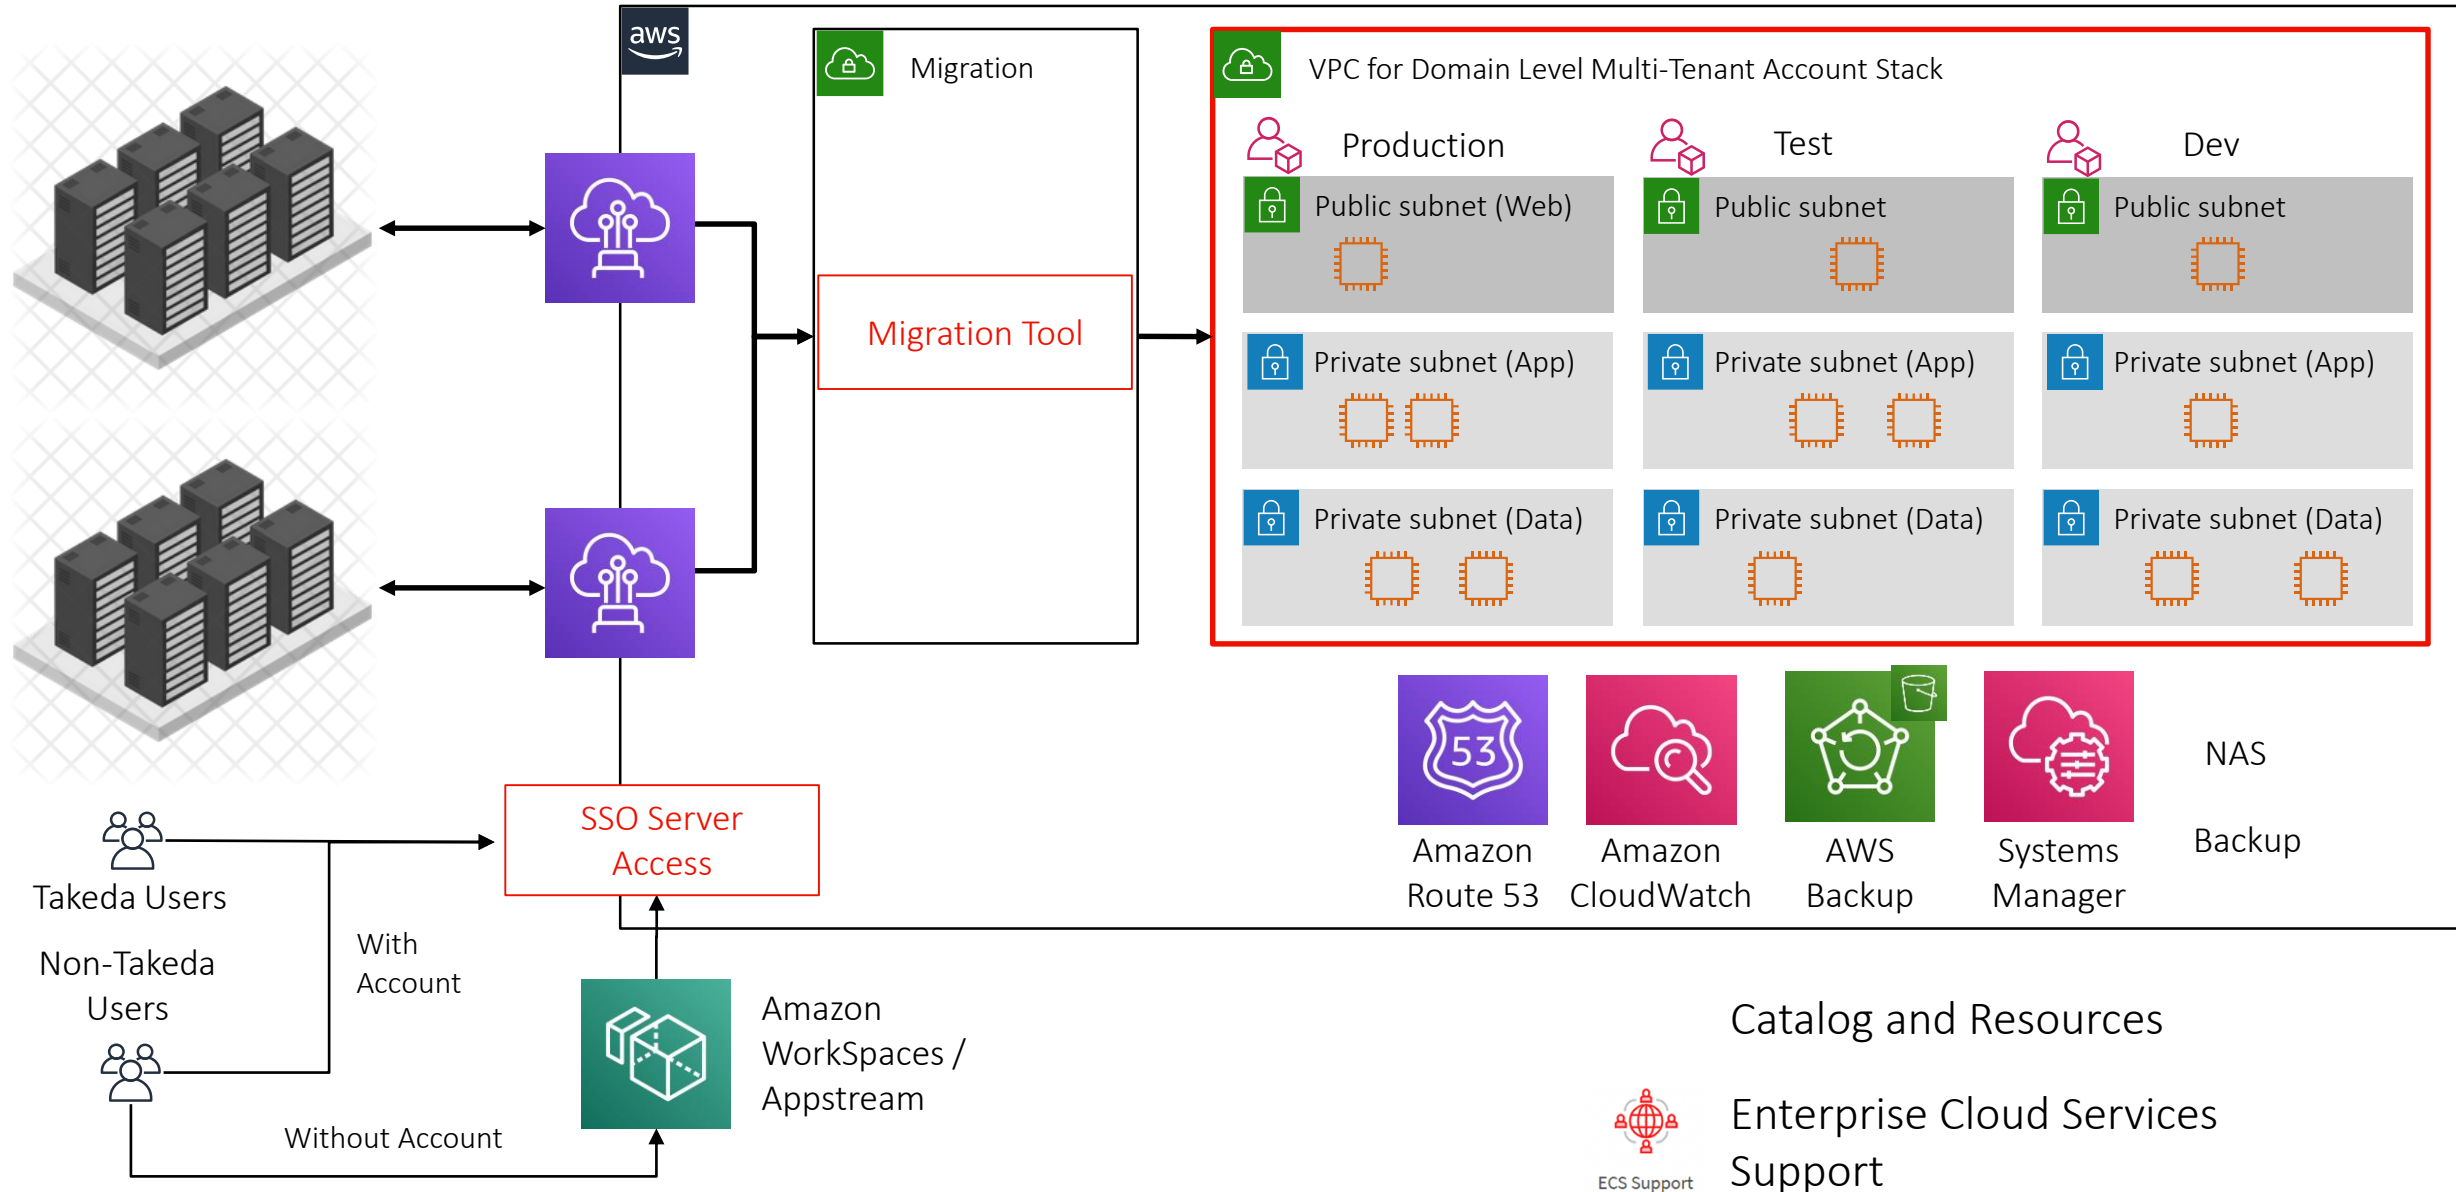 aws
Migration
VPC for Domain Level Multi-Tenant Account Stack
Production
Test
Dev
Public subnet (Web)
Public subnet
Public subnet
Migration Tool
Private subnet (App)
Private subnet (App)
Private subnet (App)
Private subnet (Data)
Private subnet (Data)
Private subnet (Data)
53
NAS
Backup
Amazon
Route 53
Amazon
CloudWatch
AWS
Backup
Systems
Manager
SSO Server
Access
Takeda Users
Non-Takeda
Users
With
Account
Without Account
Amazon
WorkSpaces /
Appstream
Catalog and Resources
Enterprise Cloud Services
Support
ECS Support